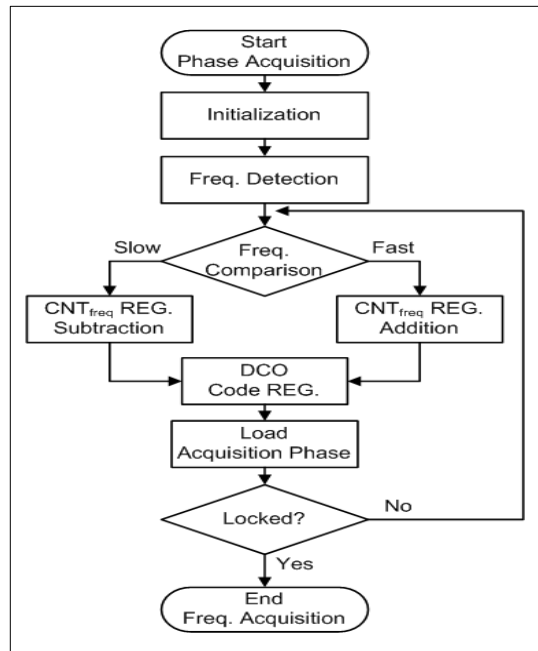 Start
Phase Acquisition
Initialization
Freq. Detection
Slow
Freq.
Comparison
Fast
CNTfreq REG.
Subtraction
CNTfreq REG.
Addition
DCO
Code REG.
Load
Acquisition Phase
Locked?
No
Yes
End
Freq. Acquisition